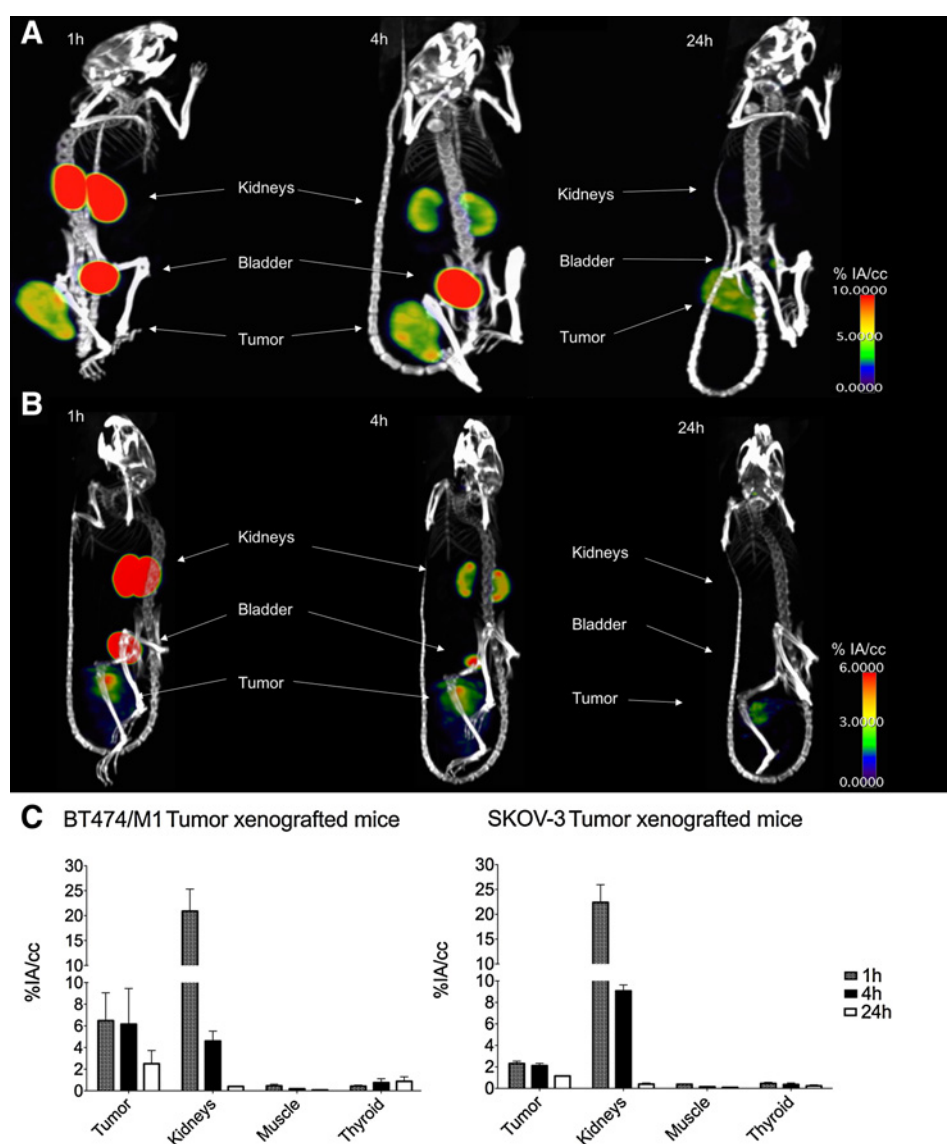 A
1h
4h
24h
Kidneys
Bladder
Tumor
Kidneys
Bladder
Tumor
% IA/cc
10.0000
5.0000
0.0000
B
1h
4h
24h
Kidneys
Bladder
Tumor
Kidneys
Bladder
Tumor
% IA/cc
6.0000
3.0000
0.0000
C BT474/M1 Tumor xenografted mice
SKOV-3 Tumor xenografted mice
%IA/cc
30
25
20
15
10
10
8
6
4
2
0
Tumor
Kidneys
Muscle
Thyroid
%IA/cc
30
25
20
15
10
10
8
6
4
2
0
Tumor
Kidneys
Muscle
Thyroid
1h
4h
24h